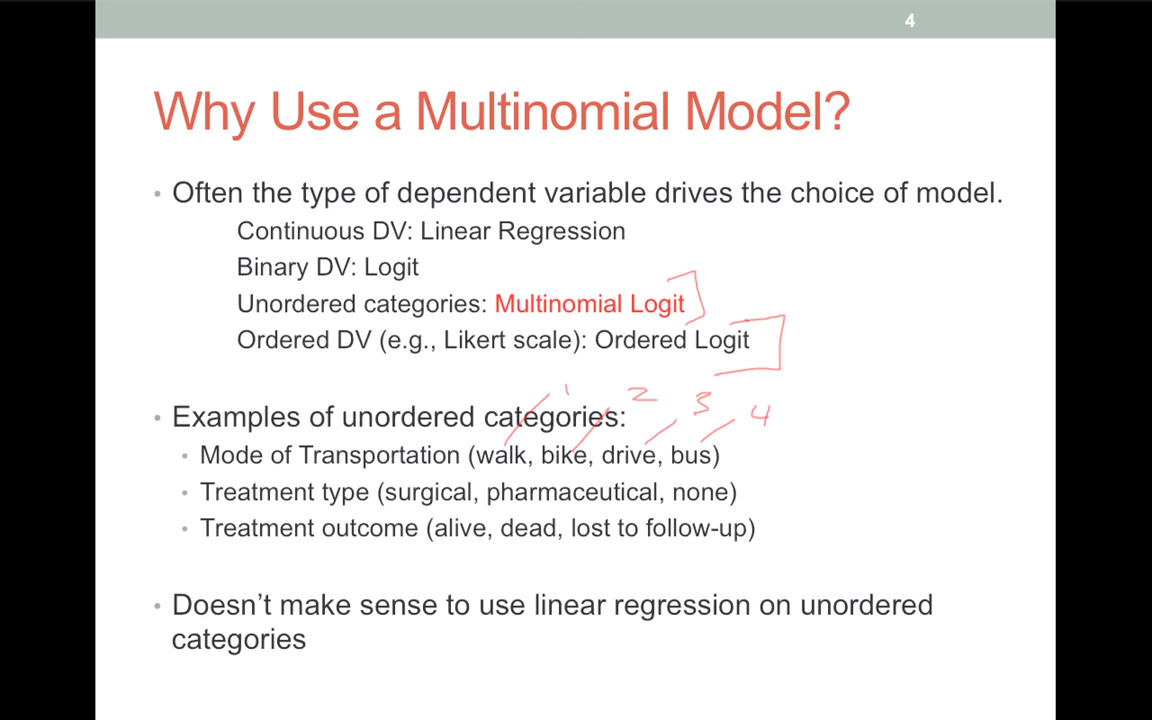 4
Why Use a Multinomial Model?
• Often the type of dependent variable drives the choice of model.
Continuous DV: Linear Regression
Binary DV: Logit
Unordered categories: Multinomial Logit
Ordered DV (e.g., Likert scale): Ordered Logit
1 2 3 4
• Examples of unordered categories:
• Mode of Transportation (walk, bike, drive, bus)
• Treatment type (surgical, pharmaceutical, none)
• Treatment outcome (alive, dead, lost to follow-up)
• Doesn’t make sense to use linear regression on unordered
categories